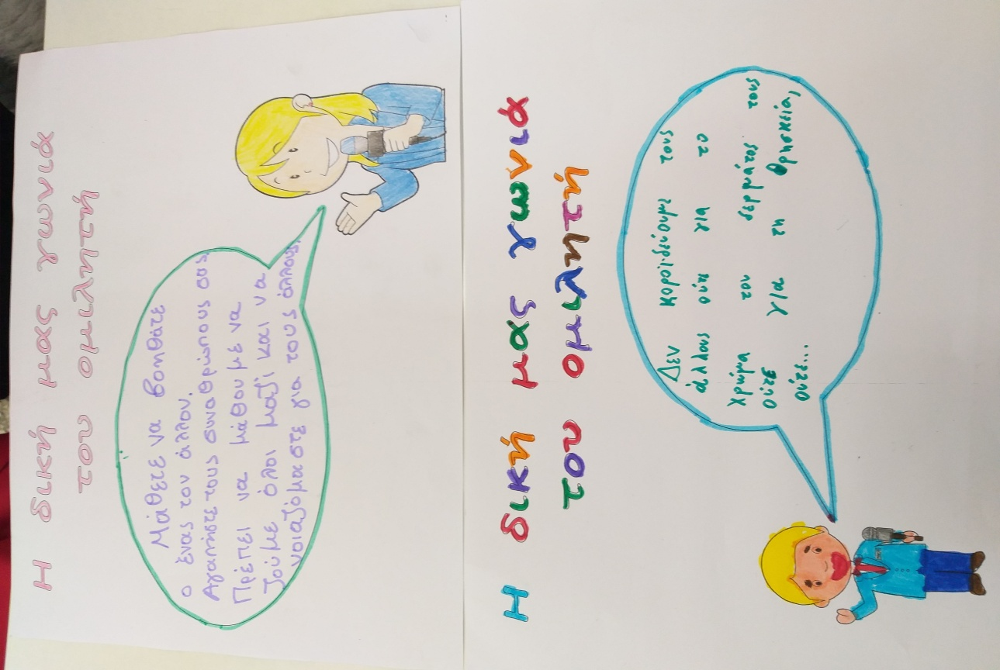 Η δική μας γωνιά
του ομιλητή
Μάθετε να βοηθάτε
ο ένας τον άλλον.
Αγαπήστε τους συνανθρώπους σας
Πρέπει να μάθουμε να
ζούμε όλοι μαζί και να
νοιαζόμαστε για τους άλλους.
Η δική μας γωνιά
του ομιλητή
Δεν κοροϊδεύουμε τους
άλλους ούτε για το
χρώμα του δέρματός τους
ούτε για τη θρησκεία,
ούτε...